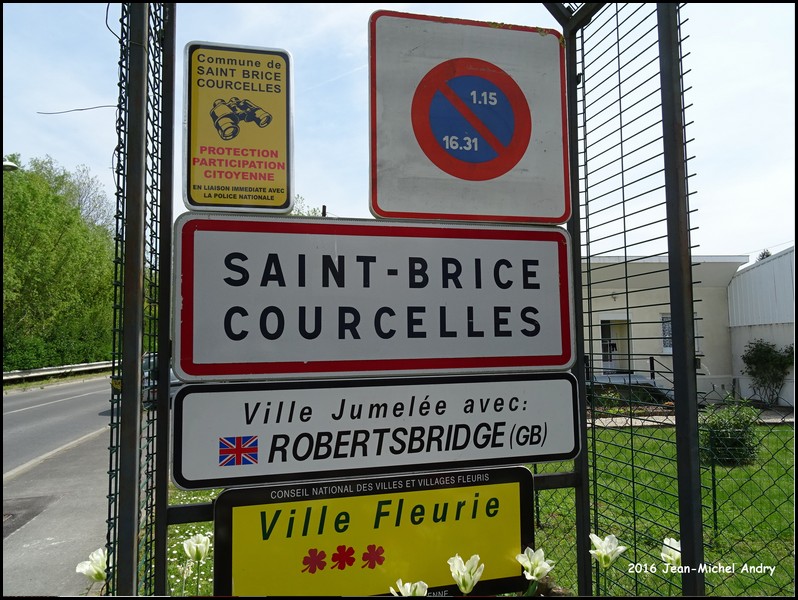 Commune de
SAINT BRICE
COURCELLES
PROTECTION
PARTICIPATION
CITOYENNE
EN LIAISON IMMEDIATE AVEC
LA POLICE NATIONALE
1.15
16.31
SAINT-BRICE
COURCELLES
Ville Jumelée avec:
ROBERTSBRIDGE (GB)
CONSEIL NATIONAL DES VILLES ET VILLAGES FLEURIS
Ville Fleurie
2016 Jean-Michel Andry